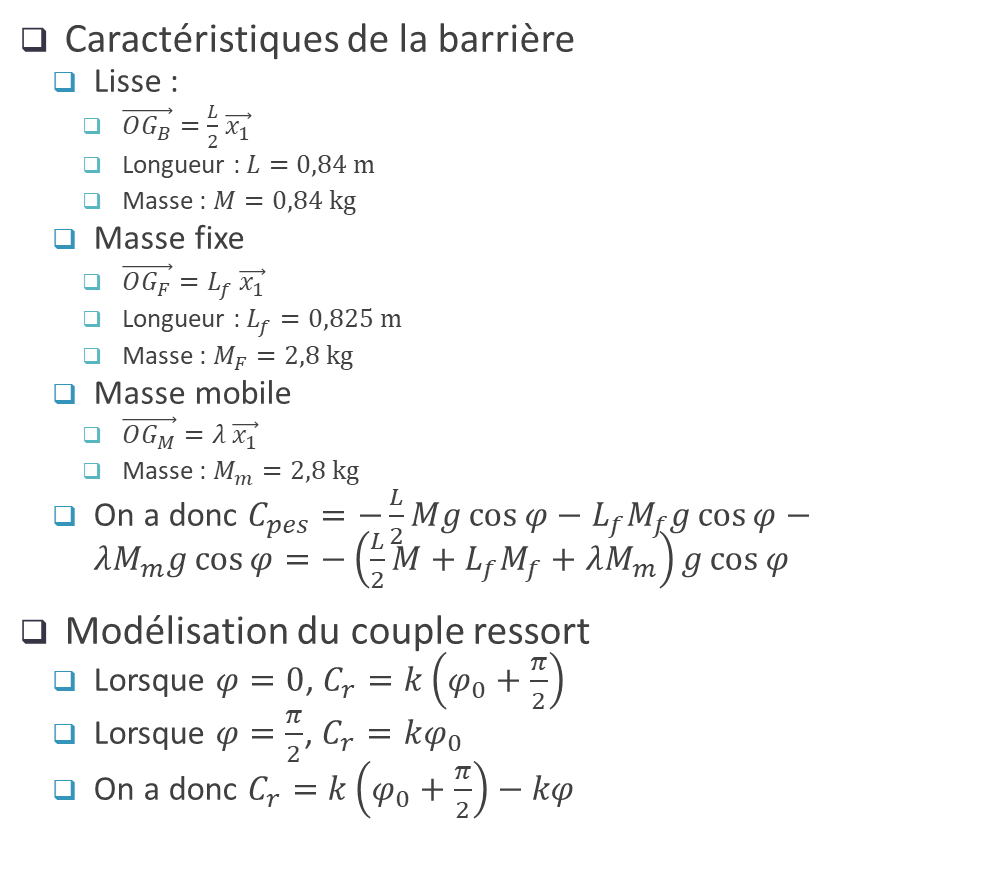 ❑ Caractéristiques de la barrière
❑ Lisse :
❑ $\overrightarrow{OG_B} = \frac{L}{2} \overrightarrow{x_1}$
❑ Longueur : $L = 0,84$ m
❑ Masse : $M = 0,84$ kg
❑ Masse fixe
❑ $\overrightarrow{OG_F} = L_f \overrightarrow{x_1}$
❑ Longueur : $L_f = 0,825$ m
❑ Masse : $M_F = 2,8$ kg
❑ Masse mobile
❑ $\overrightarrow{OG_M} = \lambda \overrightarrow{x_1}$
❑ Masse : $M_m = 2,8$ kg
❑ On a donc $C_{pes} = -\frac{L}{2} Mg \cos \varphi - L_f M_f g \cos \varphi -$
$\lambda M_m g \cos \varphi = -\left(\frac{L}{2} M + L_f M_f + \lambda M_m\right) g \cos \varphi$
❑ Modélisation du couple ressort
❑ Lorsque $\varphi = 0$, $C_r = k \left(\varphi_0 + \frac{\pi}{2}\right)$
❑ Lorsque $\varphi = \frac{\pi}{2}$, $C_r = k\varphi_0$
❑ On a donc $C_r = k \left(\varphi_0 + \frac{\pi}{2}\right) - k\varphi$